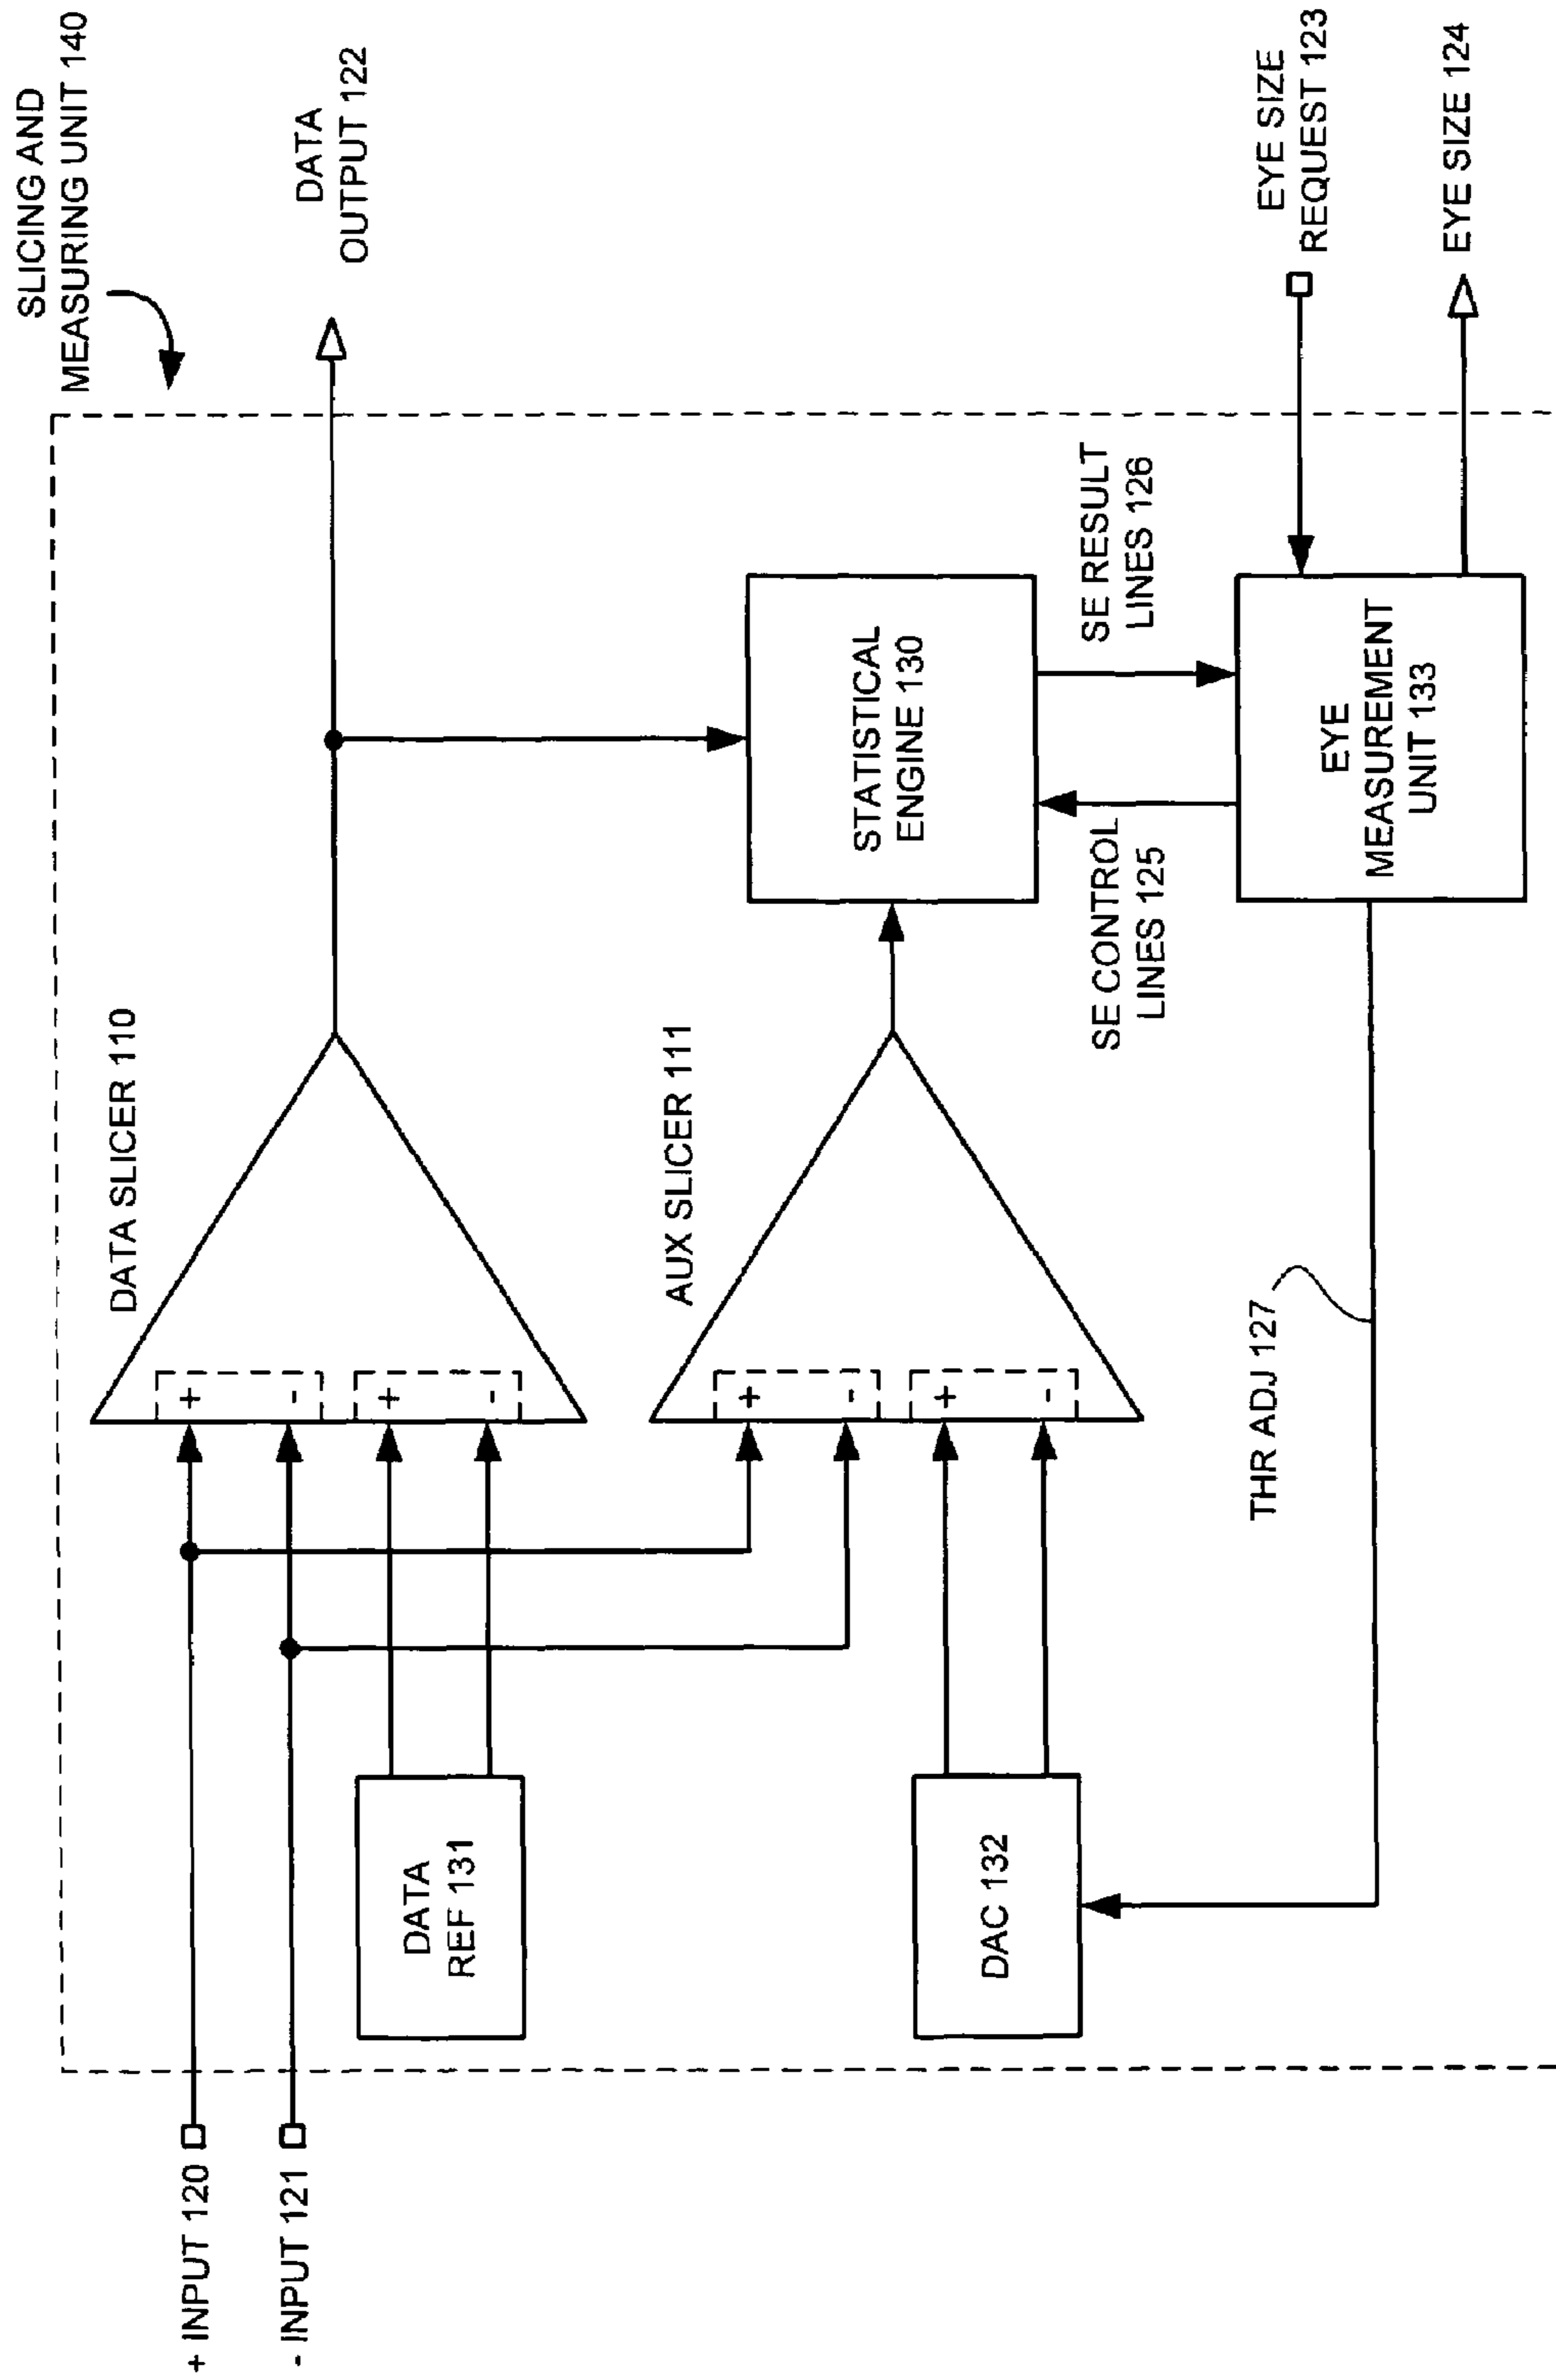 SLICING AND
MEASURING UNIT 140
DATA
OUTPUT 122
DATA SLICER 110
+ INPUT 120
- INPUT 121
+
-
+
-
DATA
REF 131
AUX SLICER 111
+
-
+
-
STATISTICAL
ENGINE 130
DAC 132
SE CONTROL
LINES 125
SE RESULT
LINES 126
EYE SIZE
REQUEST 123
THR ADJ 127
EYE
MEASUREMENT
UNIT 133
EYE SIZE 124